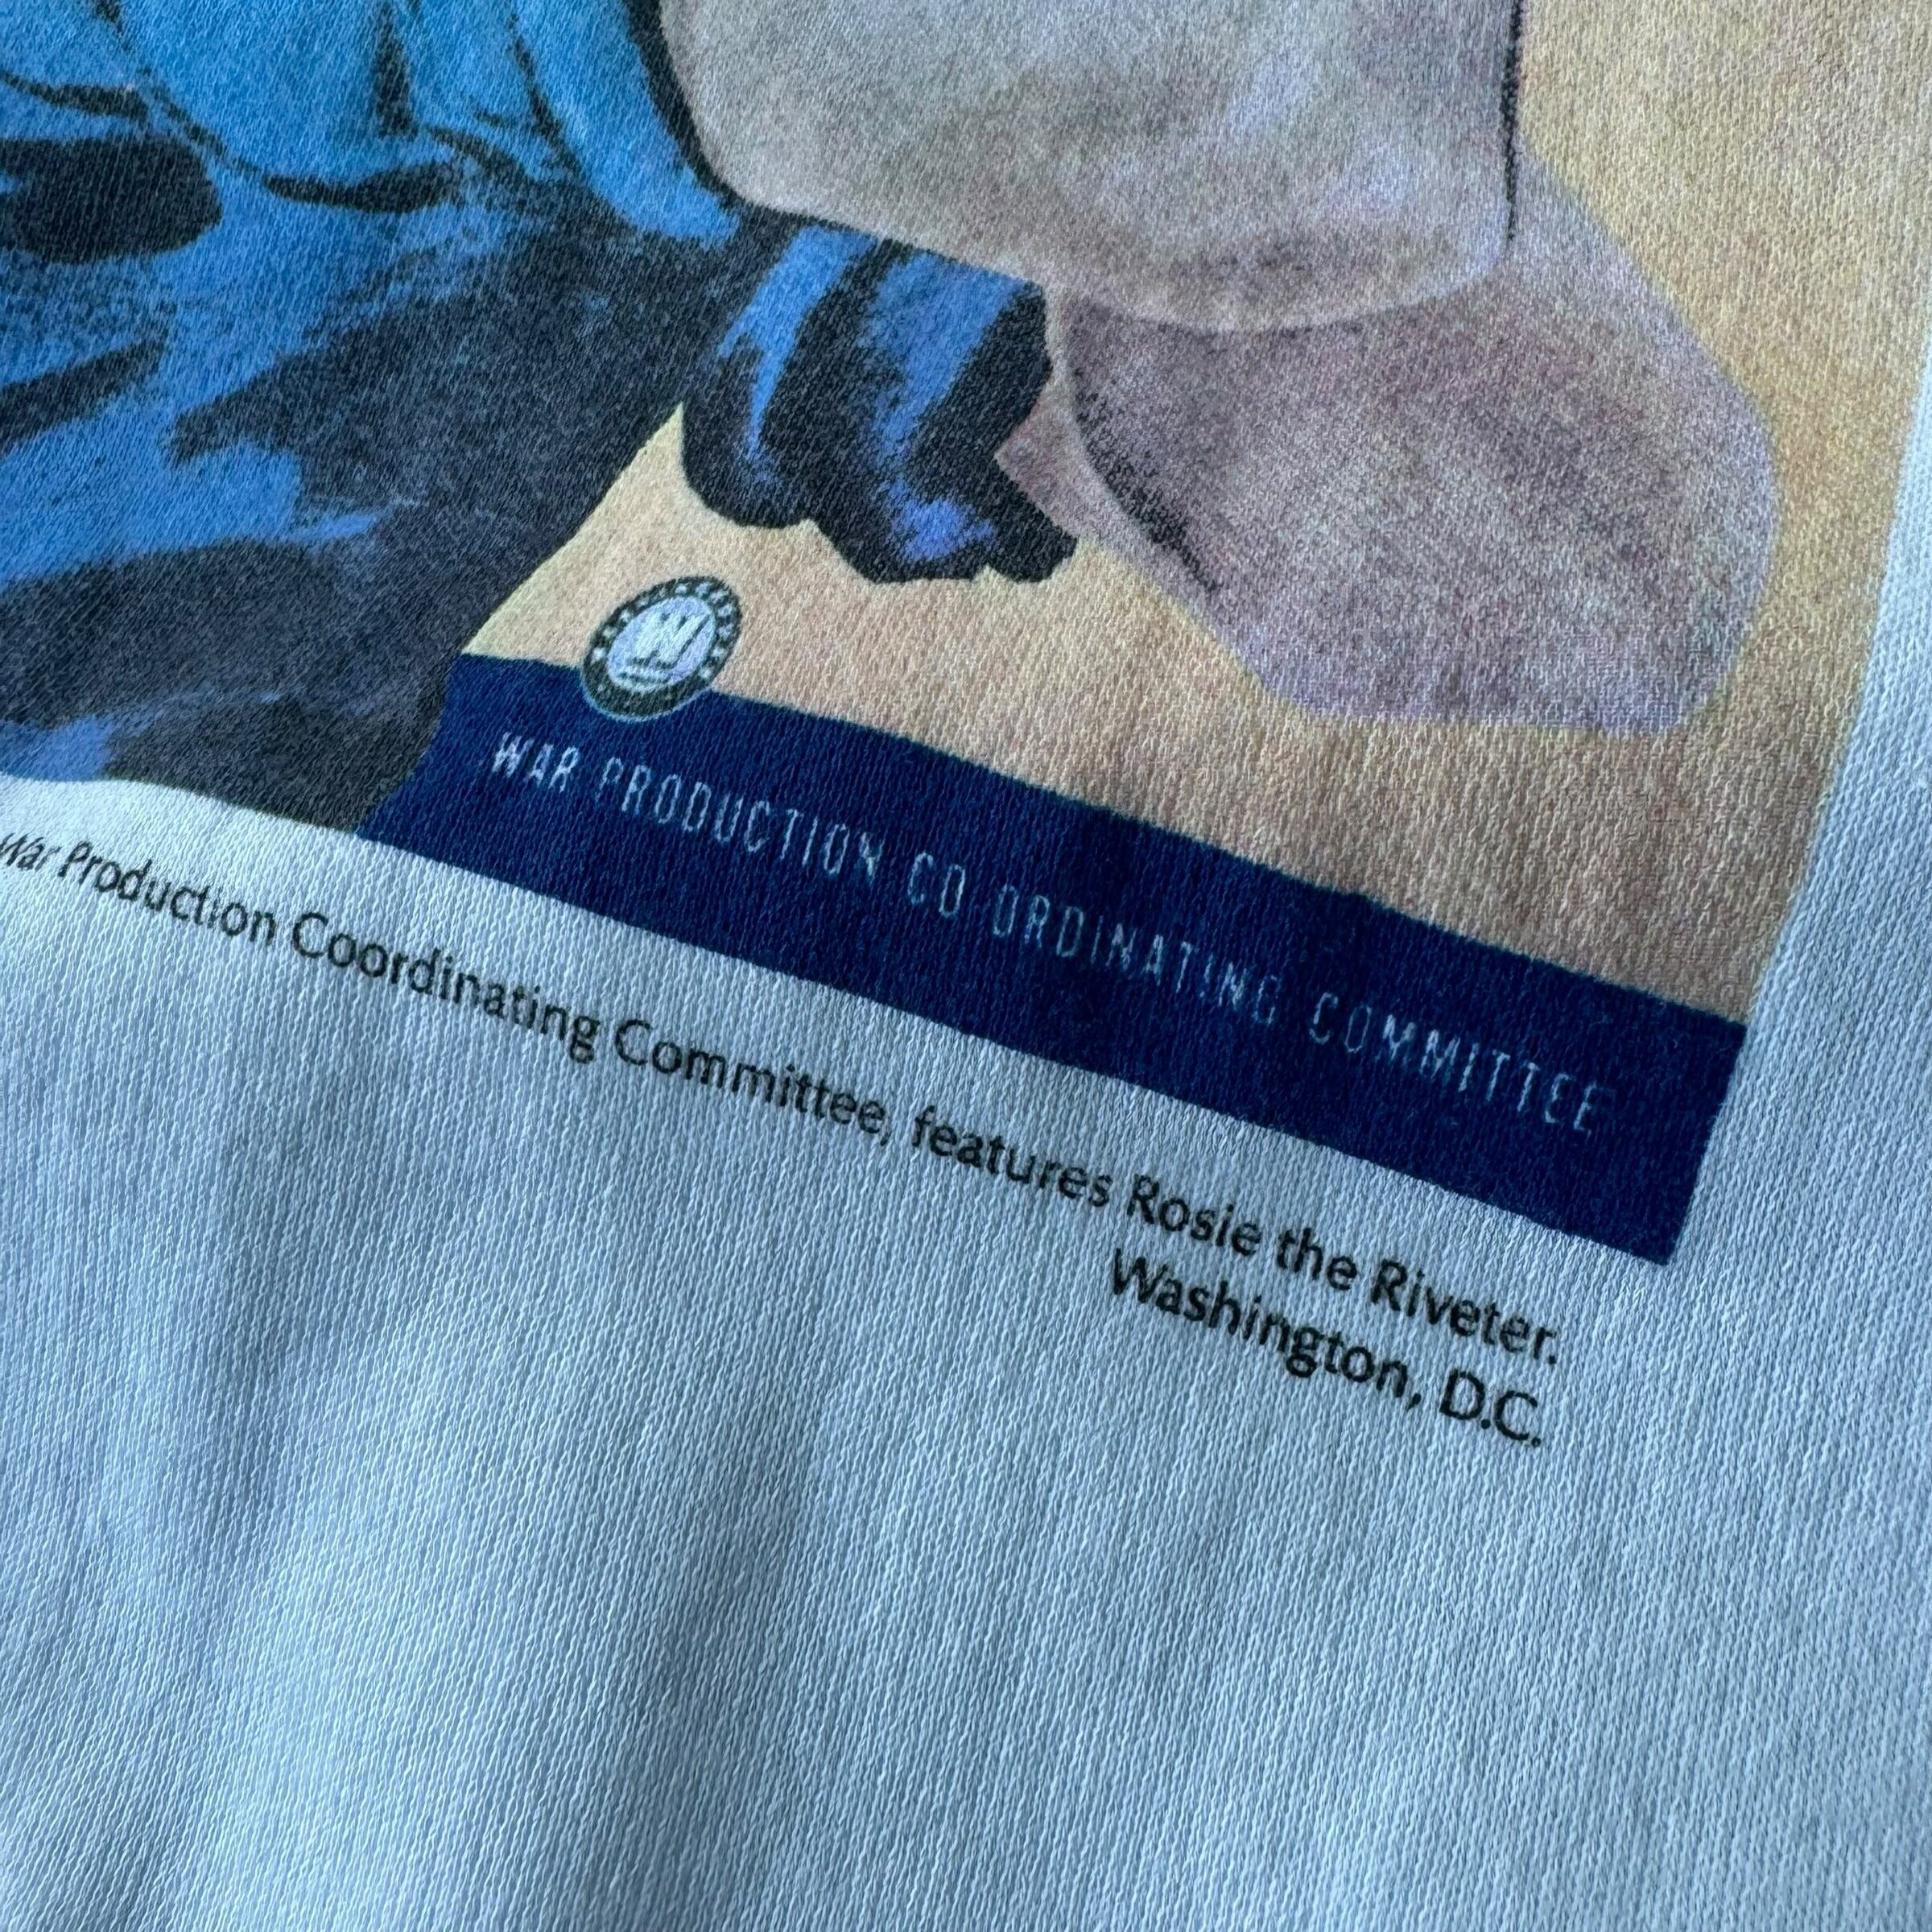 W
WAR PRODUCTION CO ORDINATING COMMITTEE
War Production Coordinating Committee, features Rosie the Riveter.
Washington, D.C.